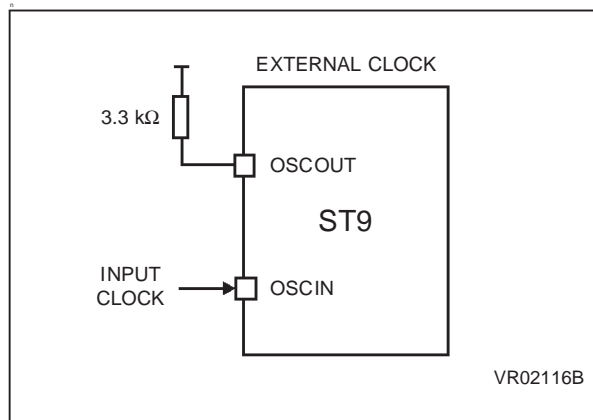 EXTERNAL CLOCK
3.3 kΩ
OSCOUT
ST9
INPUT
CLOCK
OSCIN
VR02116B